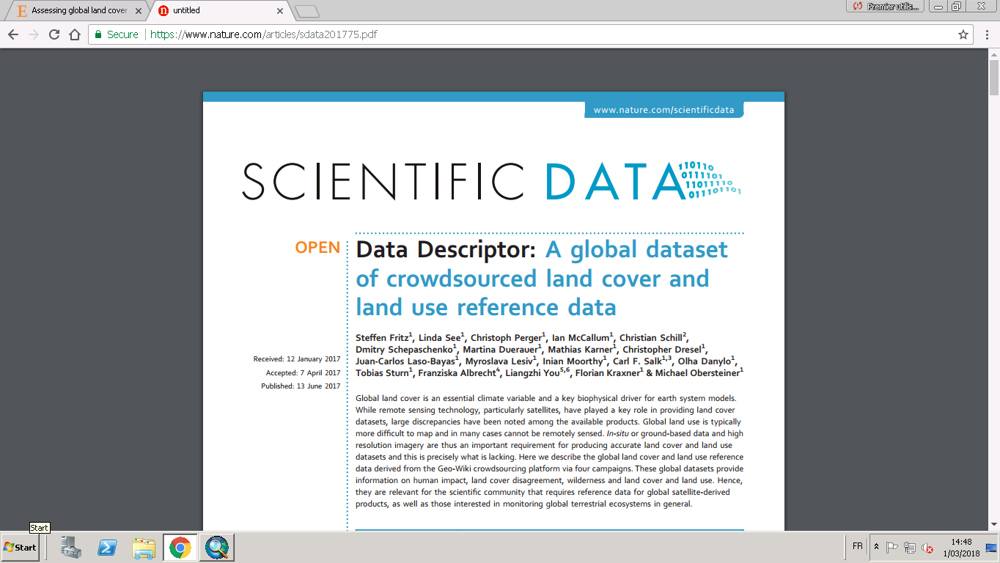 Assessing global land cover
untitled
Premier utilis...
Secure
https://www.nature.com/articles/sdata201775.pdf
www.nature.com/scientificdata
SCIENTIFIC DATA
110110
0111101
11011110
011101101
OPEN
Data Descriptor: A global dataset
of crowdsourced land cover and
land use reference data
Steffen Fritz1, Linda See1, Christoph Perger1, Ian McCallum1, Christian Schill2,
Dmitry Schepaschenko1, Martina Duerauer1, Mathias Karner1, Christopher Dresel1,
Juan-Carlos Laso-Bayas1, Myroslava Lesiv1, Inian Moorthy1, Carl F. Salk1,3, Olha Danylo1,
Tobias Sturn1, Franziska Albrecht4, Liangzhi You5,6, Florian Kraxner1 & Michael Obersteiner1
Received: 12 January 2017
Accepted: 7 April 2017
Published: 13 June 2017
Global land cover is an essential climate variable and a key biophysical driver for earth system models.
While remote sensing technology, particularly satellites, have played a key role in providing land cover
datasets, large discrepancies have been noted among the available products. Global land use is typically
more difficult to map and in many cases cannot be remotely sensed. In-situ or ground-based data and high
resolution imagery are thus an important requirement for producing accurate land cover and land use
datasets and this is precisely what is lacking. Here we describe the global land cover and land use reference
data derived from the Geo-Wiki crowdsourcing platform via four campaigns. These global datasets provide
information on human impact, land cover disagreement, wilderness and land cover and land use. Hence,
they are relevant for the scientific community that requires reference data for global satellite-derived
products, as well as those interested in monitoring global terrestrial ecosystems in general.
Start
Start
FR
14:48
1/03/2018